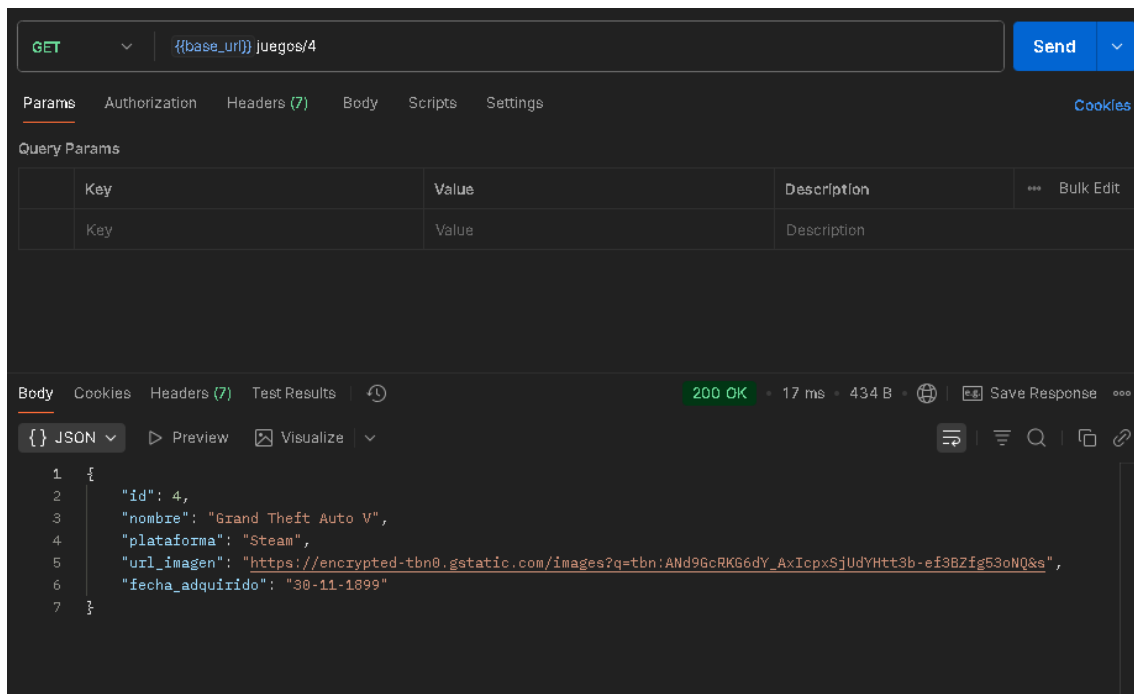 GET {{base_url}} juegos/4 Send
Params Authorization Headers (7) Body Scripts Settings Cookies
Query Params
Key Value Description Bulk Edit
Key Value Description
Body Cookies Headers (7) Test Results 200 OK 17 ms 434 B e.g. Save Response
{} JSON Preview Visualize
1 {
2 "id": 4,
3 "nombre": "Grand Theft Auto V",
4 "plataforma": "Steam",
5 "url_imagen": "https://encrypted-tbn0.gstatic.com/images?q=tbn:ANd9GcRKG6dY_AxIcpxSjUdYHtt3b-ef3BZfg53oNQ&s",
6 "fecha_adquirido": "30-11-1899"
7 }